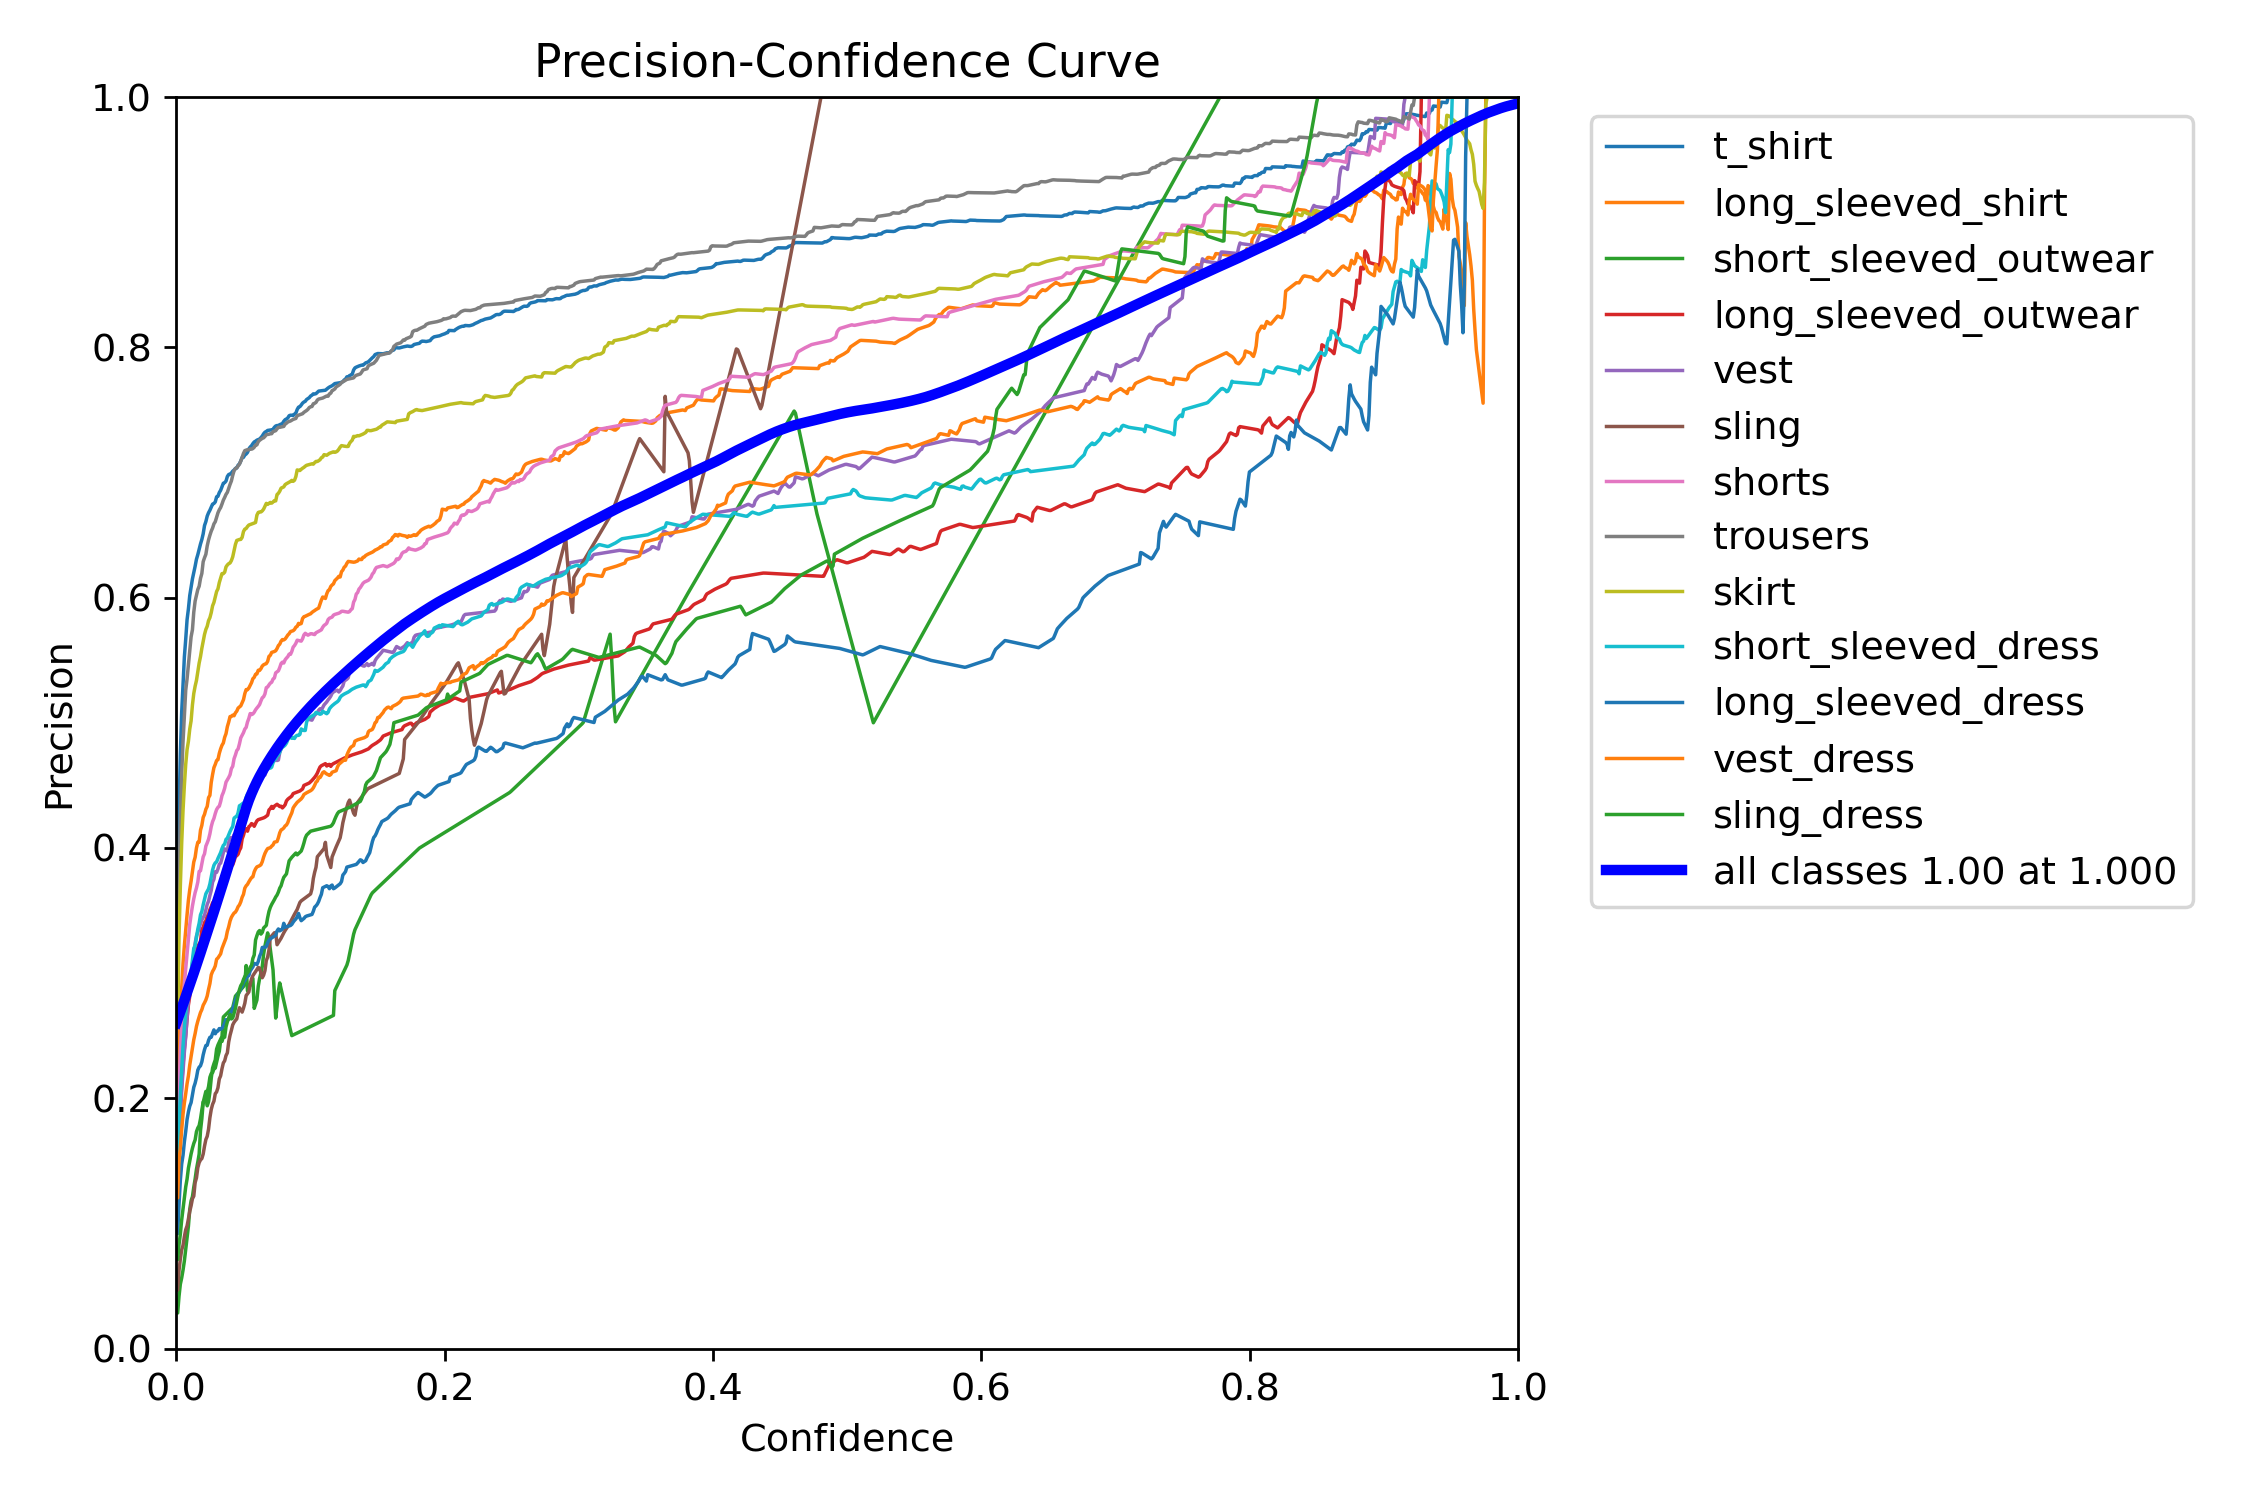 Precision-Confidence Curve
1.0
0.8
0.6
0.4
0.2
0.0
Precision
0.0 0.2 0.4 0.6 0.8 1.0
Confidence
t_shirt
long_sleeved_shirt
short_sleeved_outwear
long_sleeved_outwear
vest
sling
shorts
trousers
skirt
short_sleeved_dress
long_sleeved_dress
vest_dress
sling_dress
all classes 1.00 at 1.000